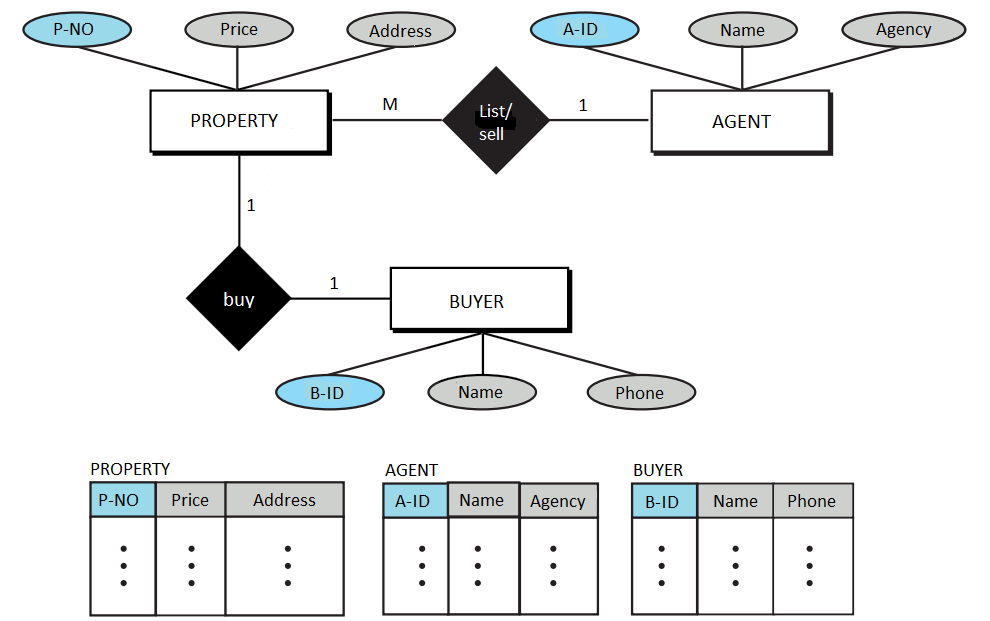 P-NO Price Address A-ID Name Agency
PROPERTY M List/ 1 AGENT
sell
1
buy 1 BUYER
B-ID Name Phone
PROPERTY AGENT BUYER
P-NO Price Address A-ID Name Agency B-ID Name Phone